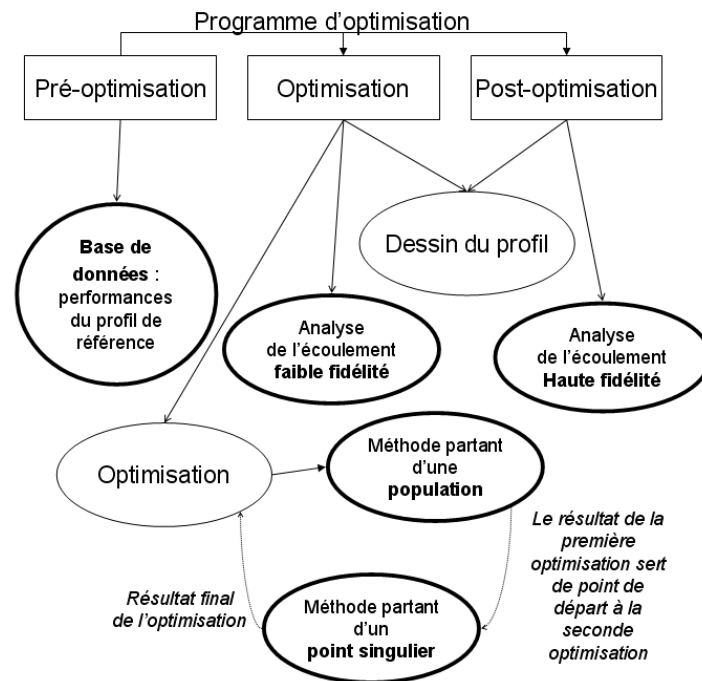 Programme d'optimisation
Pré-optimisation
Optimisation
Post-optimisation
Base de
données :
performances
du profil de
référence
Dessin du profil
Analyse
de l'écoulement
faible fidélité
Analyse
de l'écoulement
Haute fidélité
Optimisation
Méthode partant
d'une
population
Le résultat de la
première
optimisation sert
de point de
départ à la
seconde
optimisation
Résultat final
de l'optimisation
Méthode partant
d'un
point singulier